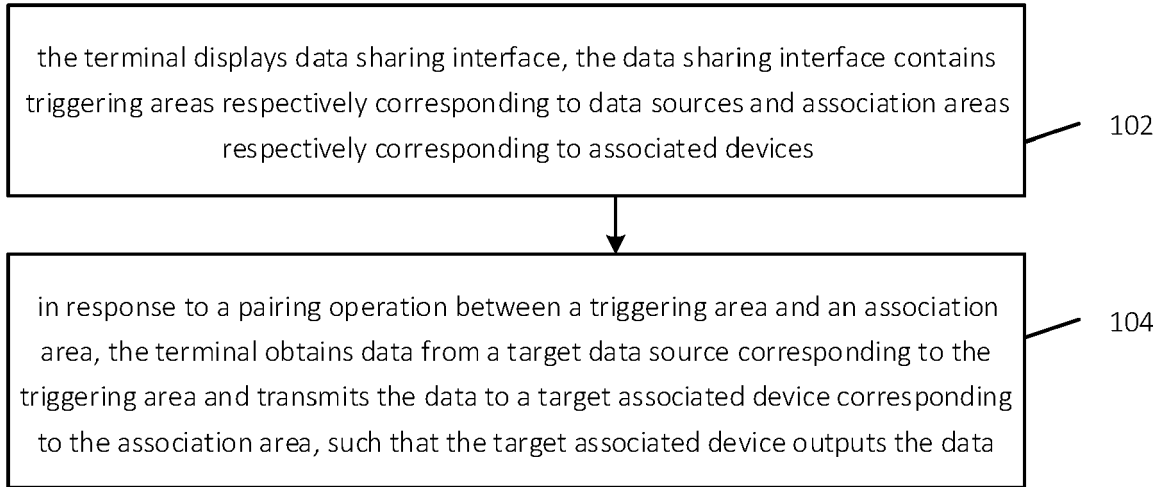 the terminal displays data sharing interface, the data sharing interface contains
triggering areas respectively corresponding to data sources and association areas
respectively corresponding to associated devices
102
in response to a pairing operation between a triggering area and an association
area, the terminal obtains data from a target data source corresponding to the
triggering area and transmits the data to a target associated device corresponding
to the association area, such that the target associated device outputs the data
104